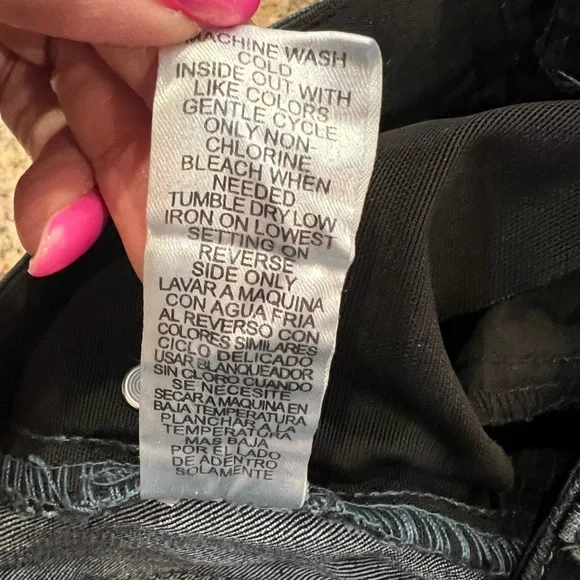 MACHINE WASH
COLD
INSIDE OUT WITH
LIKE COLORS
GENTLE CYCLE
ONLY NON-
CHLORINE
BLEACH WHEN
NEEDED
TUMBLE DRY LOW
IRON ON LOWEST
SETTING ON
REVERSE
SIDE ONLY
LAVAR A MAQUINA
CON AGUA FRIA
AL REVERSO CON
COLORES SIMILARES
CICLO DELICADO
USAR BLANQUEADOR
SIN CLORO CUANDO
SE NECESITE
SECAR A MAQUINA EN
BAJA TEMPERATURA
PLANCHAR A LA
TEMPERATURA
MAS BAJA
POR EL LADO
DE ADENTRO
SOLAMENTE